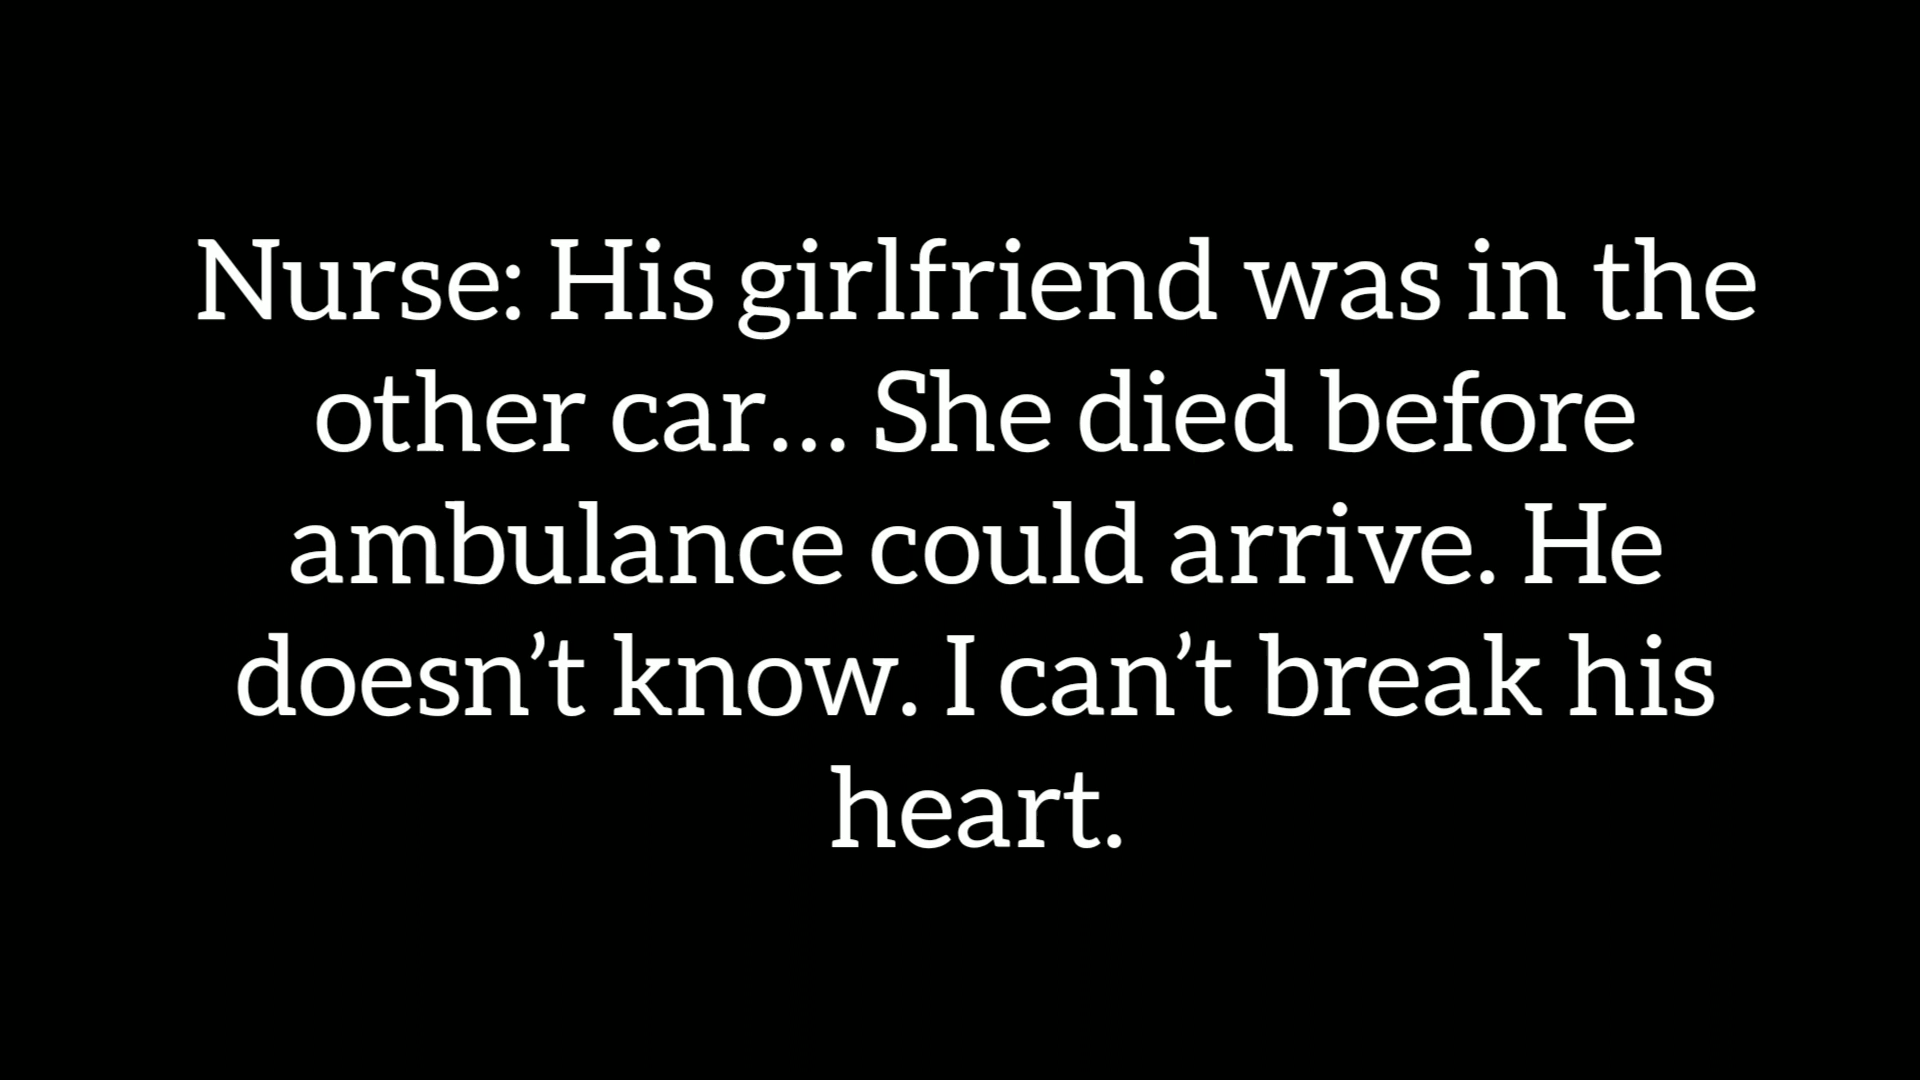 Nurse: His girlfriend was in the
other car... She died before
ambulance could arrive. He
doesn’t know. I can’t break his
heart.